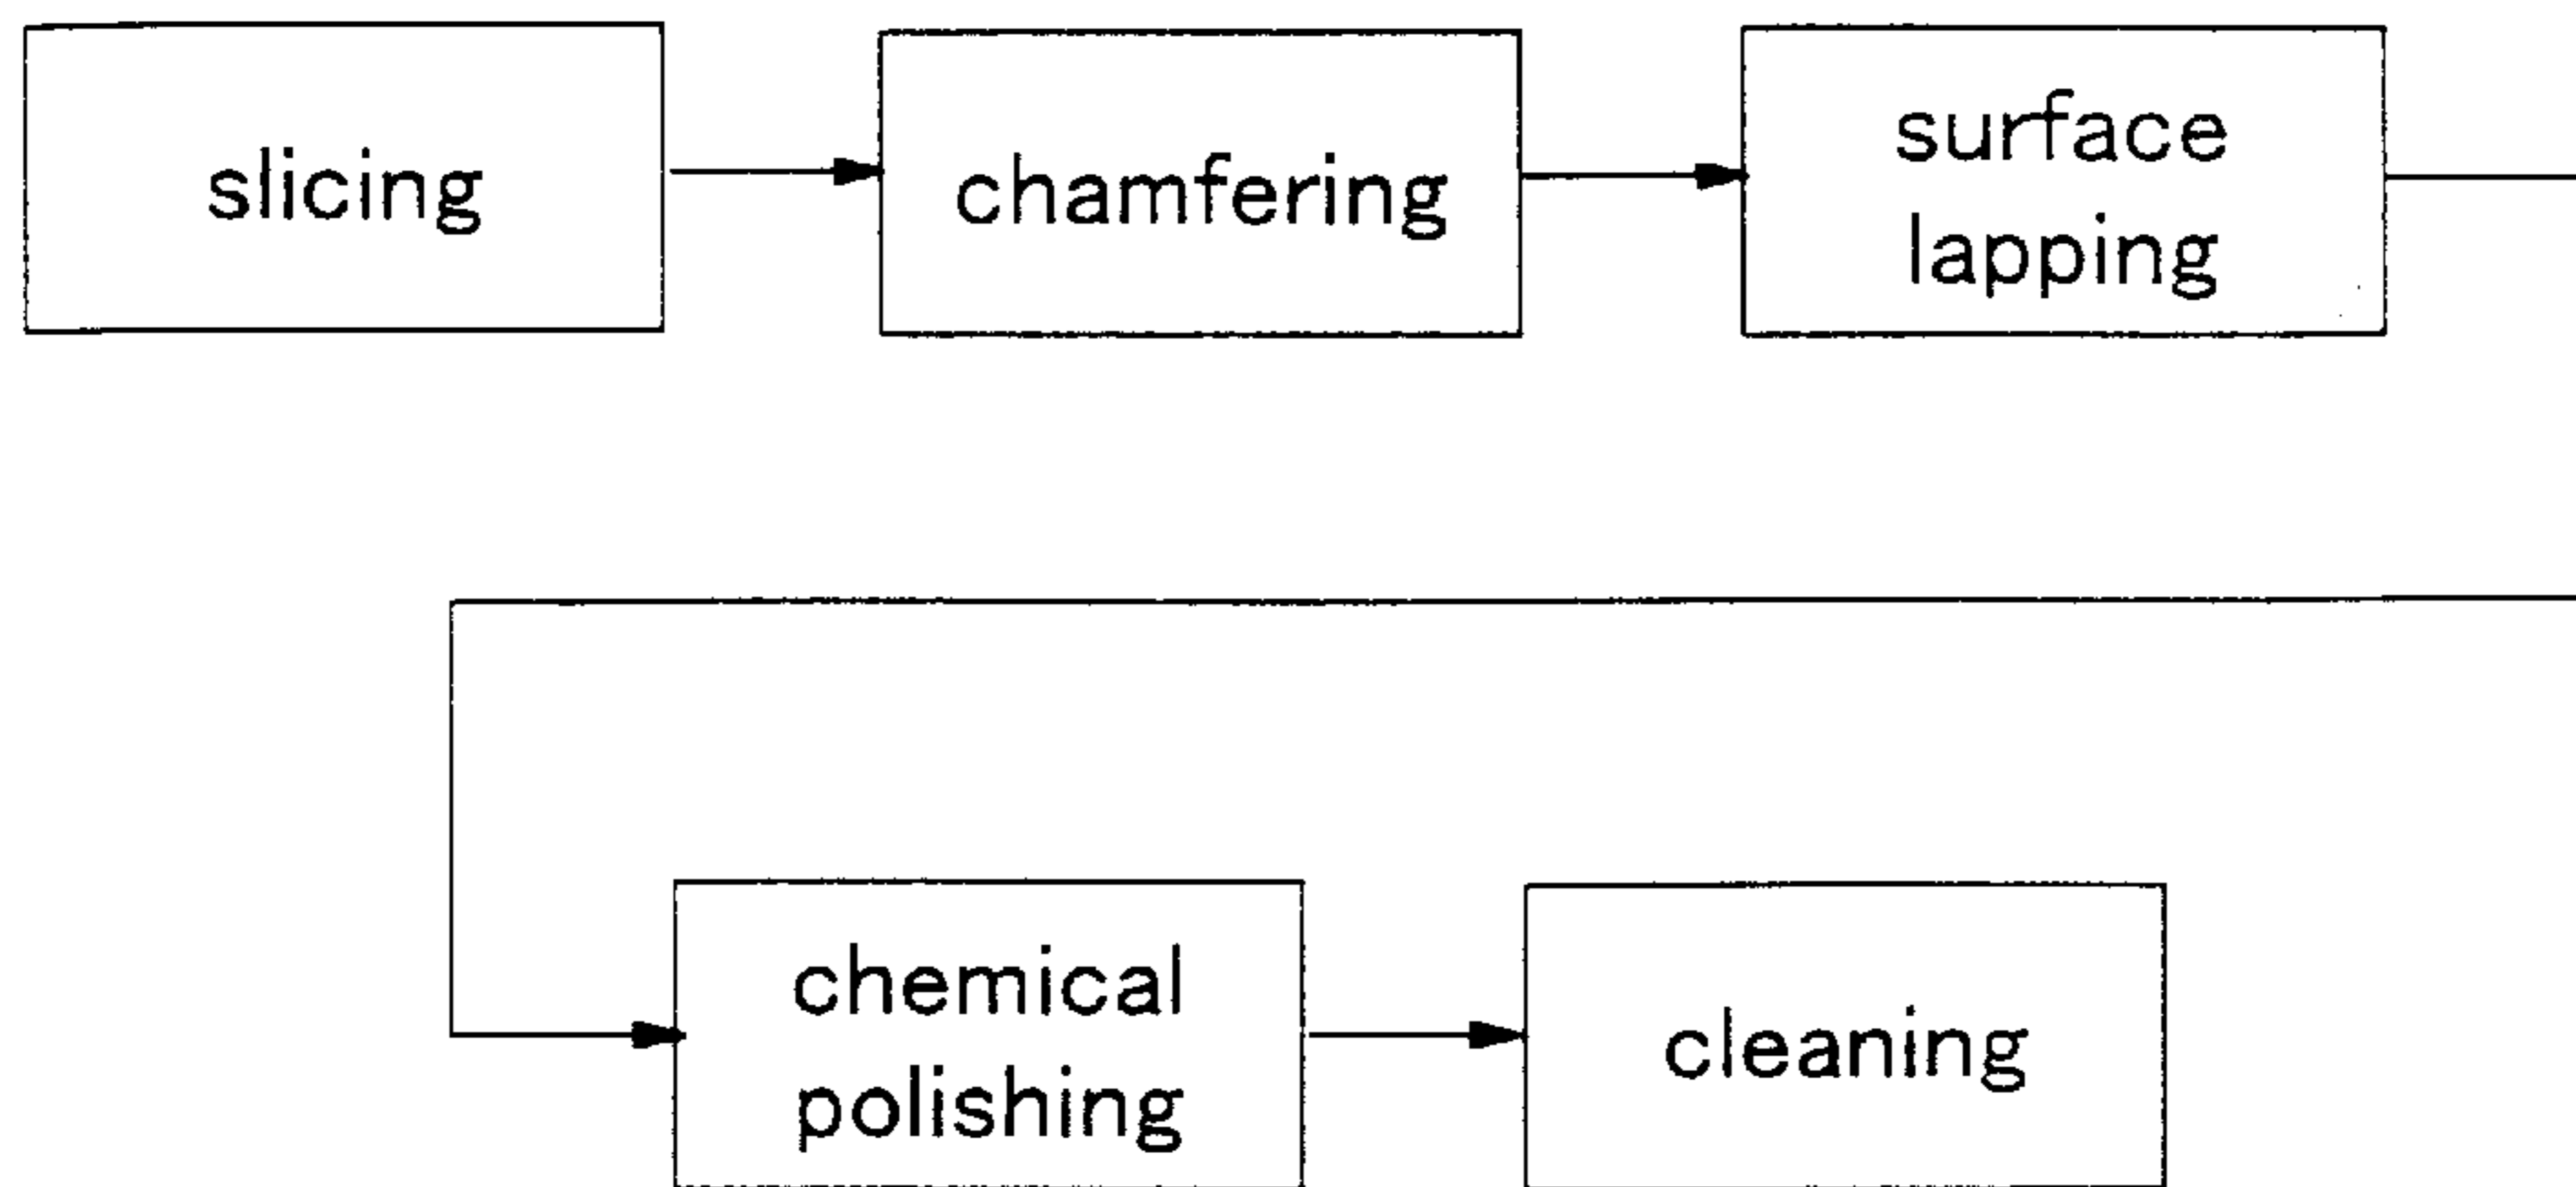 slicing
chamfering
surface
lapping
chemical
polishing
cleaning